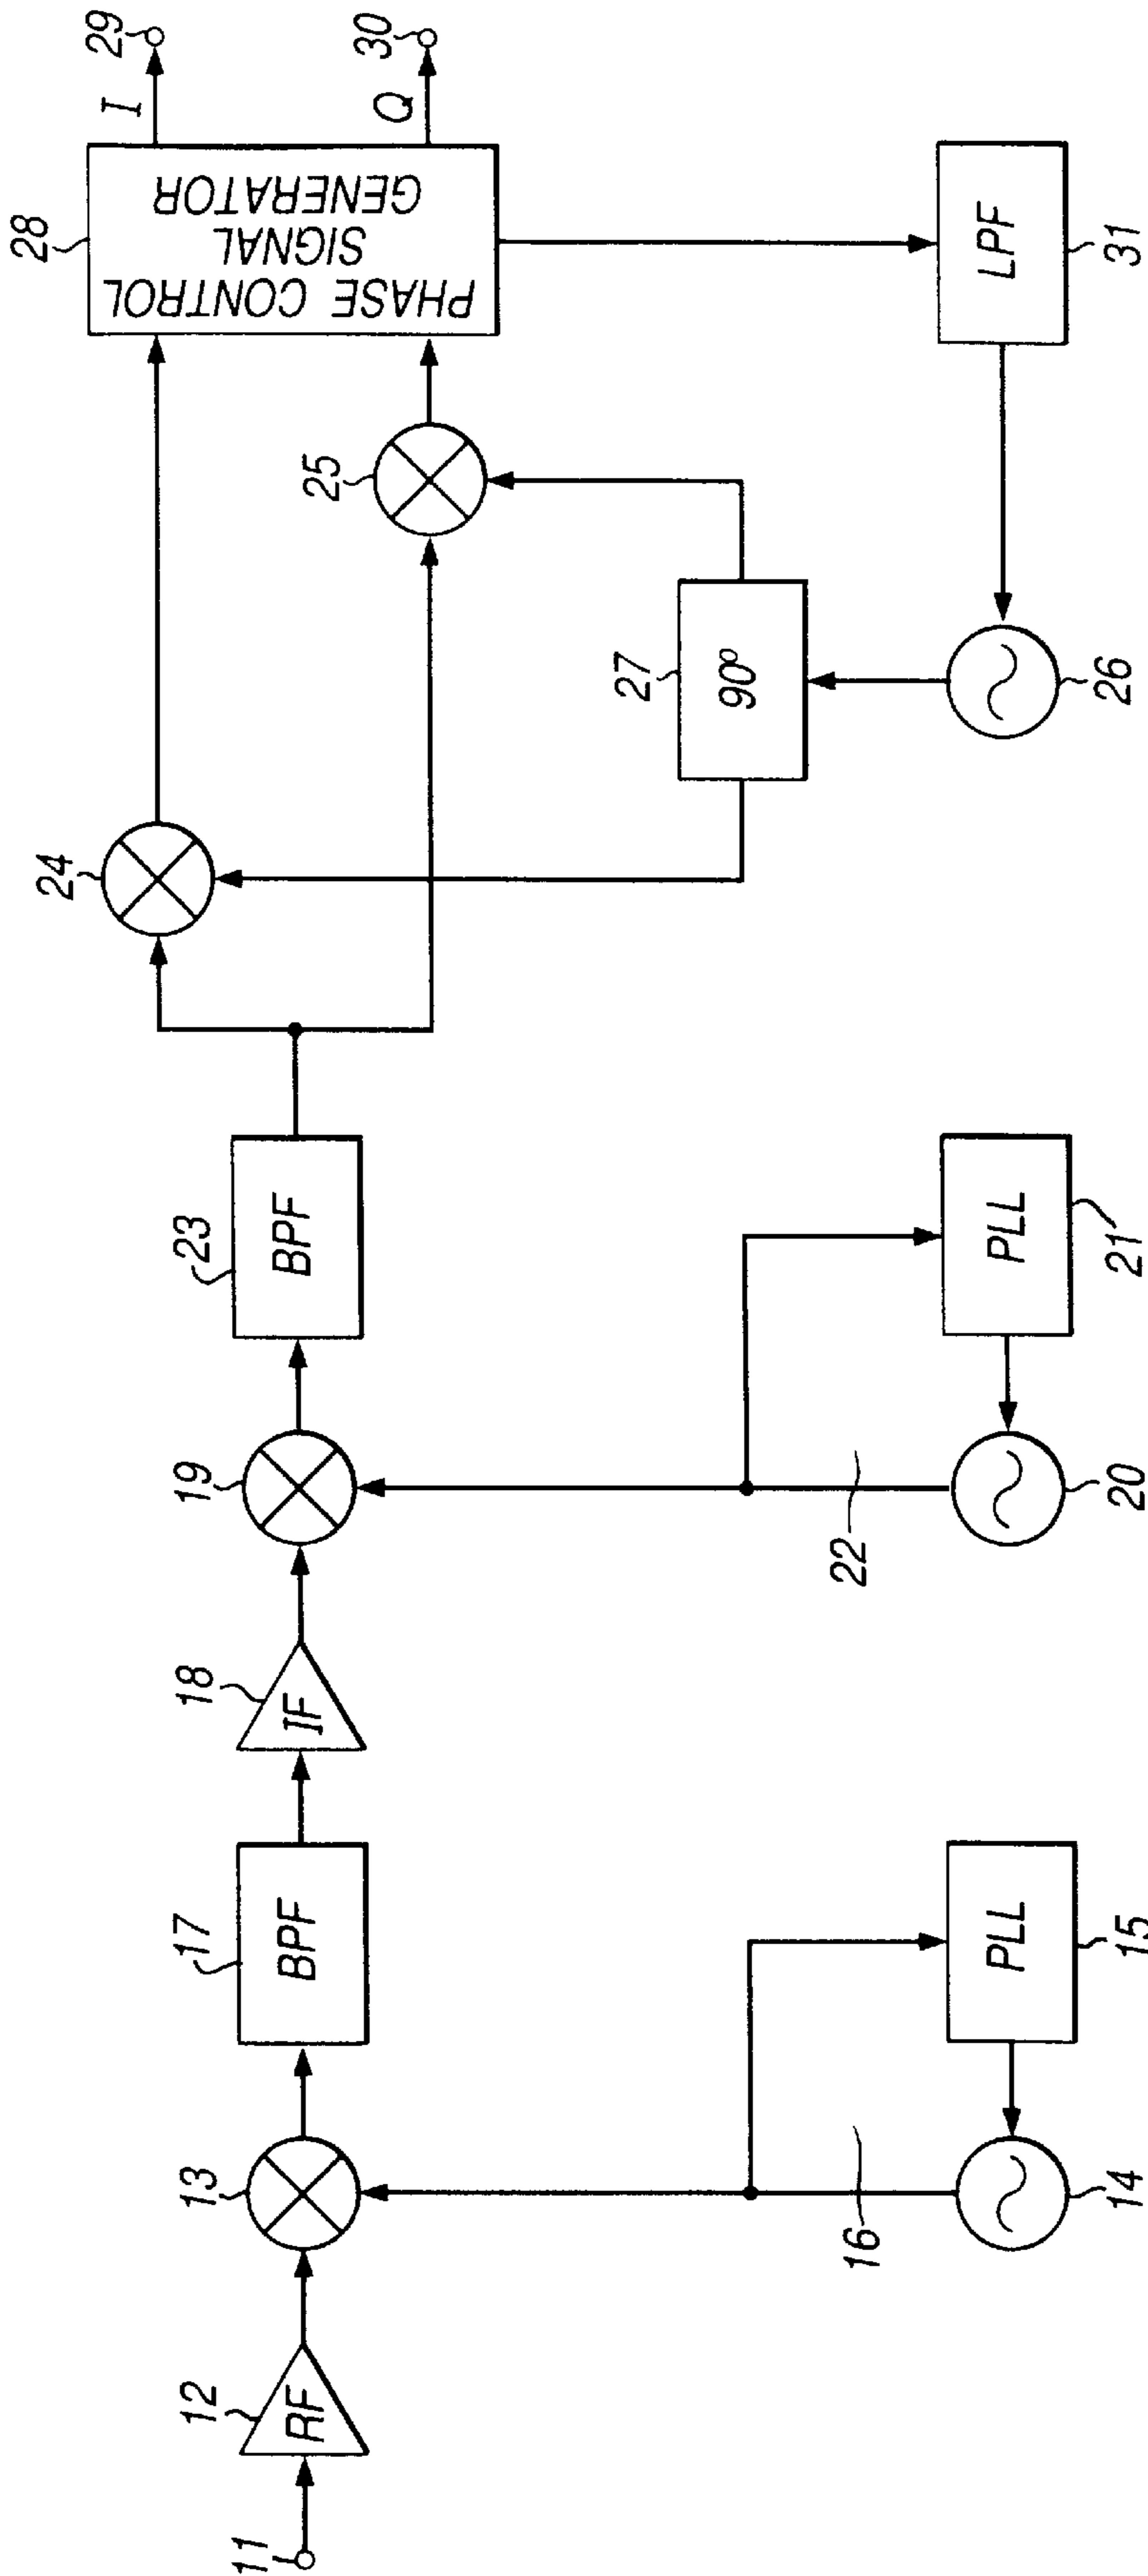 11
12
RF
13
14
15
PLL
16
17
BPF
18
IF
19
20
21
PLL
22
23
BPF
24
25
26
27
90°
28
PHASE CONTROL
SIGNAL
GENERATOR
I
29
Q
30
LPF
31